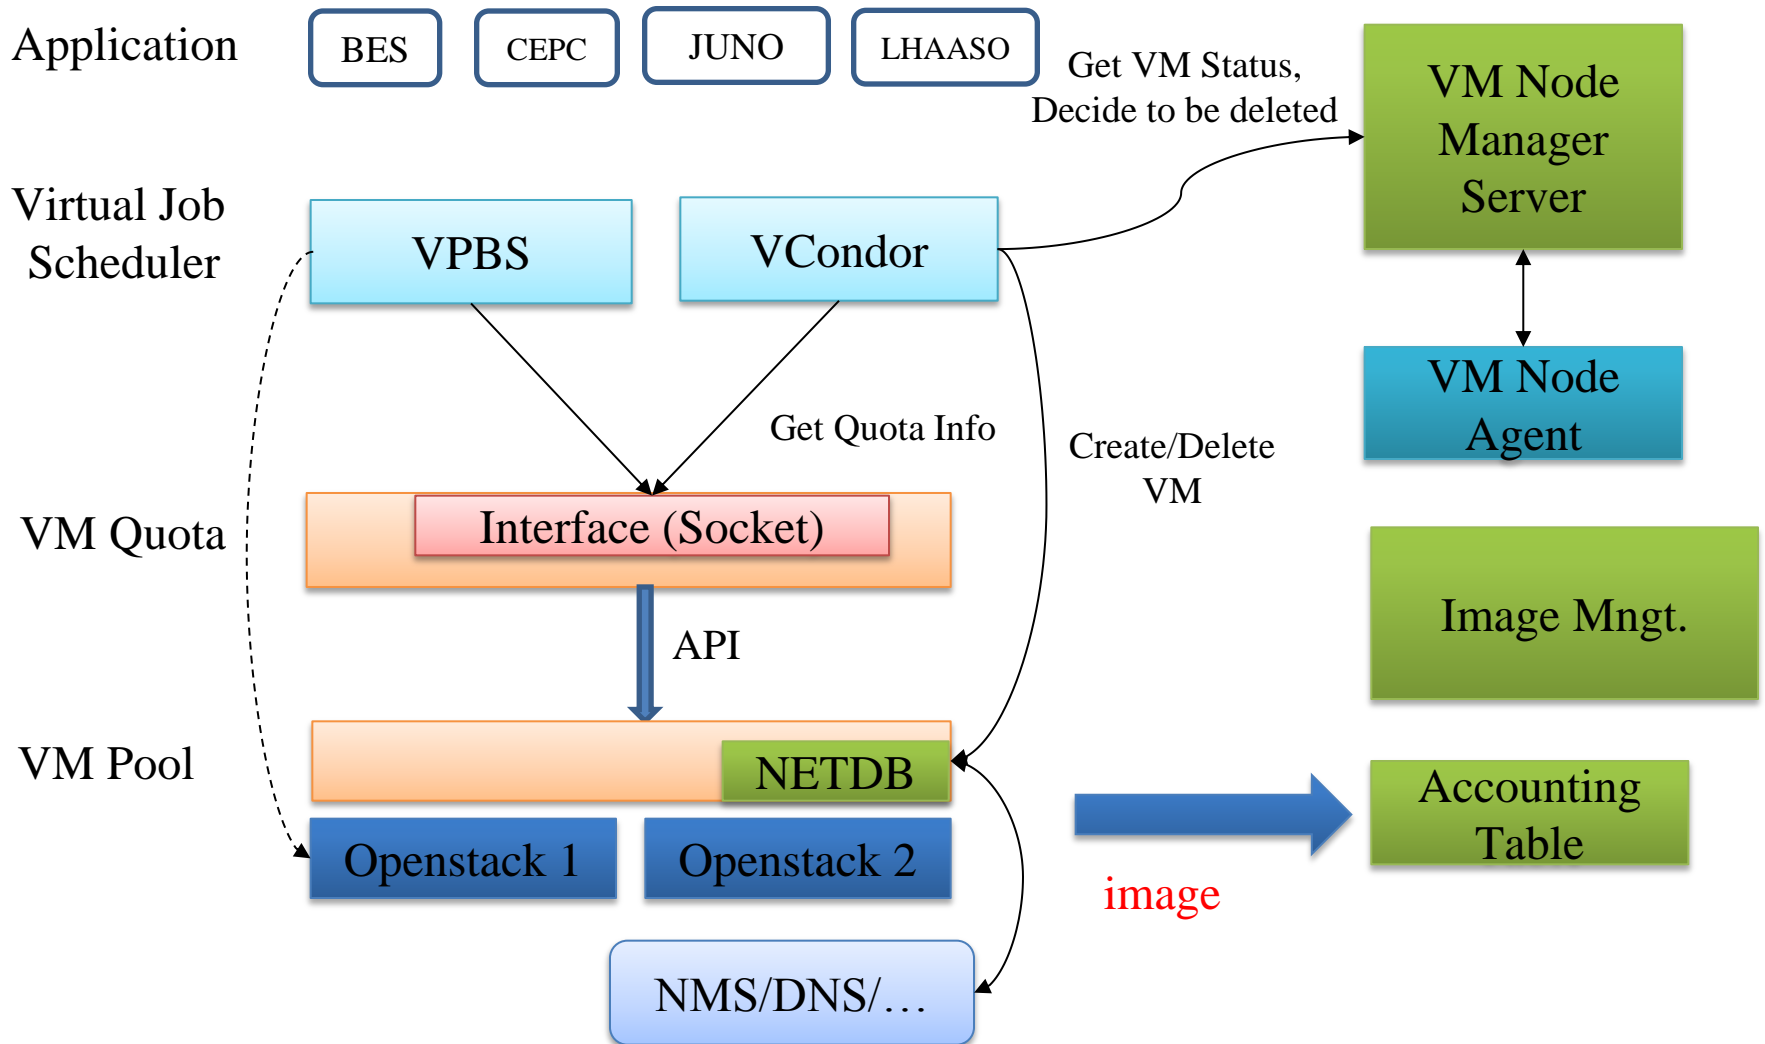 Application
BES
CEPC
JUNO
LHAASO
Get VM Status,
Decide to be deleted
VM Node
Manager
Server
Virtual Job
Scheduler
VPBS
VCondor
VM Node
Agent
Get Quota Info
Create/Delete
VM
VM Quota
Interface (Socket)
Image Mngt.
API
VM Pool
NETDB
Accounting
Table
Openstack 1
Openstack 2
image
NMS/DNS/…